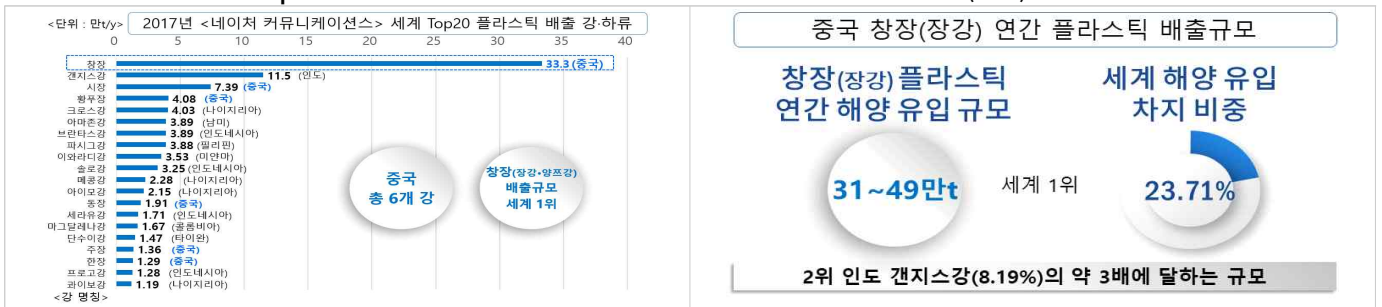 <단위 : 만t/y>
2017년 <네이처 커뮤니케이션스> 세계 Top20 플라스틱 배출 강·하류
0 5 10 15 20 25 30 35 40
창장 33.3 (중국)
갠지스강 11.5 (인도)
시장 7.39 (중국)
황푸장 4.08 (중국)
크로스강 4.03 (나이지리아)
아마존강 3.89 (남미)
브란타스강 3.89 (인도네시아)
파시그강 3.88 (필리핀)
이와라디강 3.53 (미얀마)
솔로강 3.25 (인도네시아)
메콩강 2.28 (나이지리아)
아이보강 2.15 (나이지리아)
동장 1.91 (중국)
세라유강 1.71 (인도네시아)
마그달레나강 1.67 (콜롬비아)
단수이강 1.47 (타이완)
주장 1.36 (중국)
한장 1.29 (중국)
프로고강 1.28 (인도네시아)
콰이보강 1.19 (나이지리아)
<강 명칭>
중국
총 6개 강
창장(장강·양쯔강)
배출규모
세계 1위
중국 창장(장강) 연간 플라스틱 배출규모
창장(장강) 플라스틱
연간 해양 유입 규모
31~49만t
세계 1위
세계 해양 유입
차지 비중
23.71%
2위 인도 갠지스강(8.19%)의 약 3배에 달하는 규모